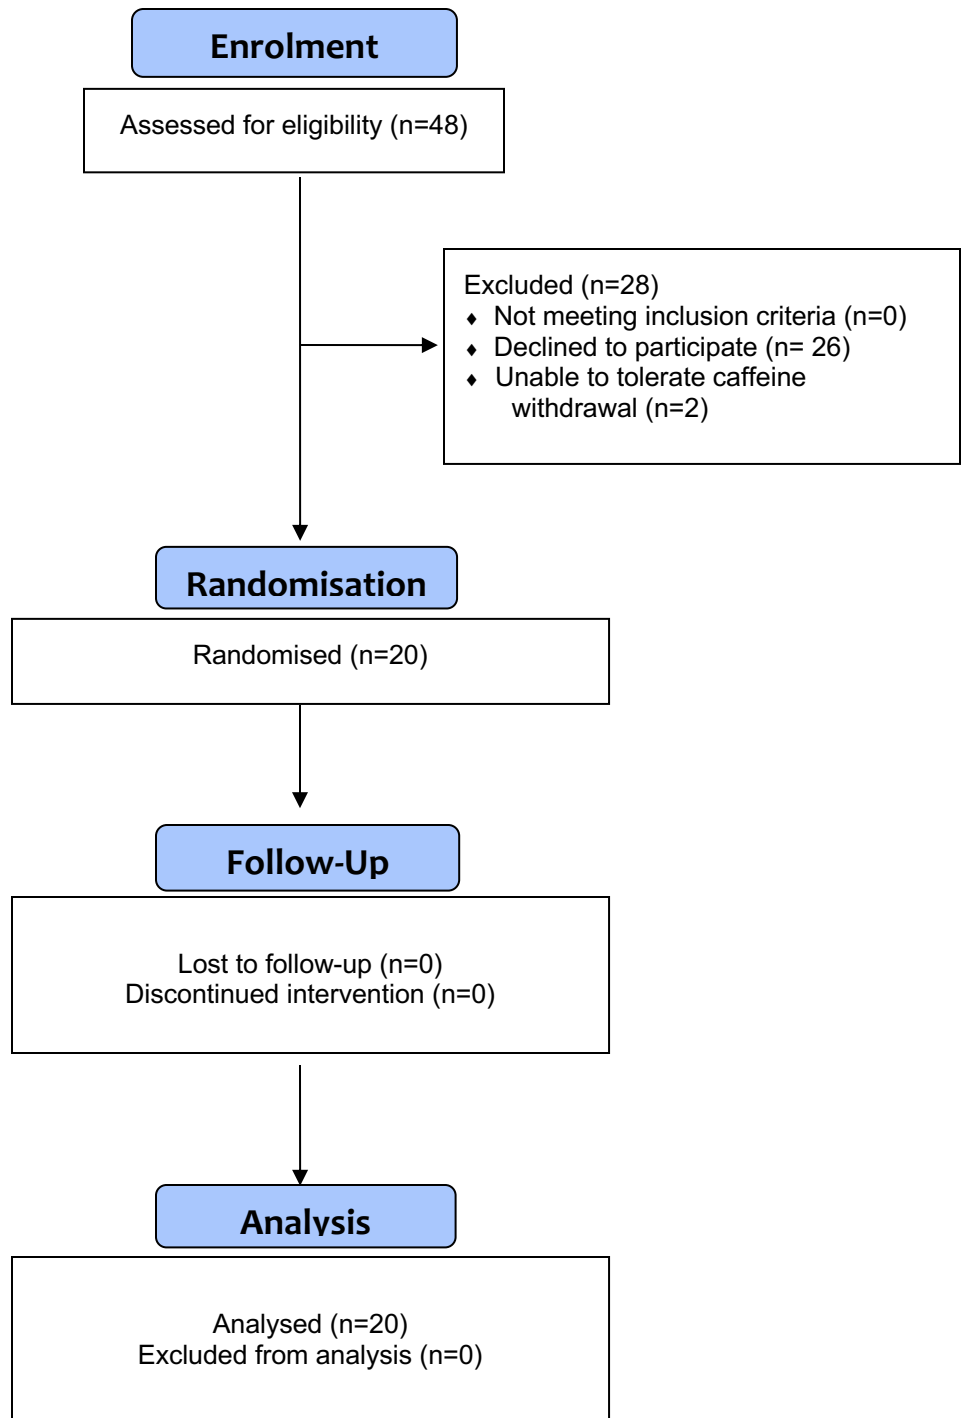 Enrolment
Assessed for eligibility (n=48)
Excluded (n=28)
♦ Not meeting inclusion criteria (n=0)
♦ Declined to participate (n= 26)
♦ Unable to tolerate caffeine
withdrawal (n=2)
Randomisation
Randomised (n=20)
Follow-Up
Lost to follow-up (n=0)
Discontinued intervention (n=0)
Analysis
Analysed (n=20)
Excluded from analysis (n=0)